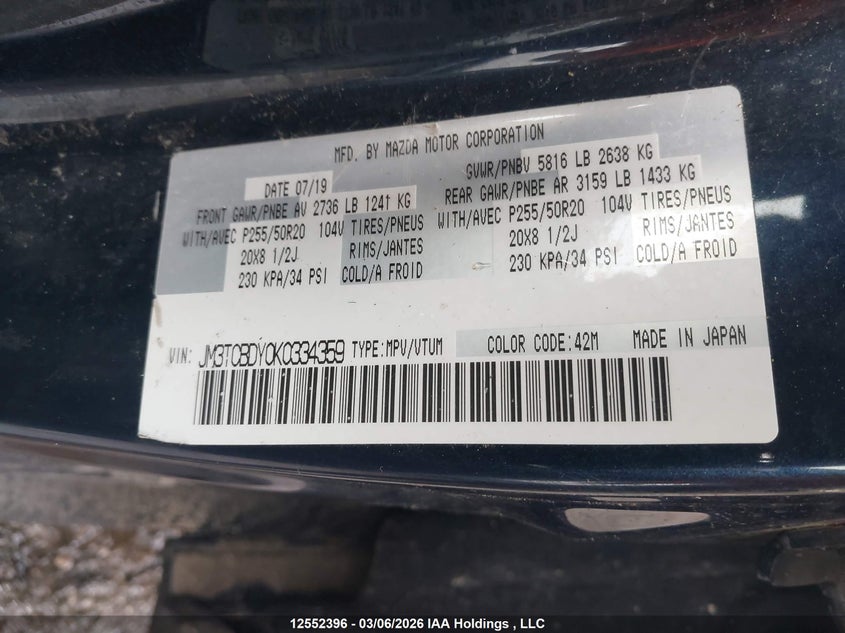 MFD. BY MAZDA MOTOR CORPORATION
DATE 07/19
GVWR/PNBV 5816 LB 2638 KG
FRONT GAWR/PNBE AV 2736 LB 1241 KG
REAR GAWR/PNBE AR 3159 LB 1433 KG
WITH/AVEC P255/50R20 104V TIRES/PNEUS
WITH/AVEC P255/50R20 104V TIRES/PNEUS
20X8 1/2J RIMS/JANTES
20X8 1/2J RIMS/JANTES
230 KPA/34 PSI COLD/A FROID
230 KPA/34 PSI COLD/A FROID
VIN: JM3TCBDY0K0334359 TYPE:MPV/VTUM COLOR CODE:42M MADE IN JAPAN
12552396 - 03/06/2026 IAA Holdings , LLC